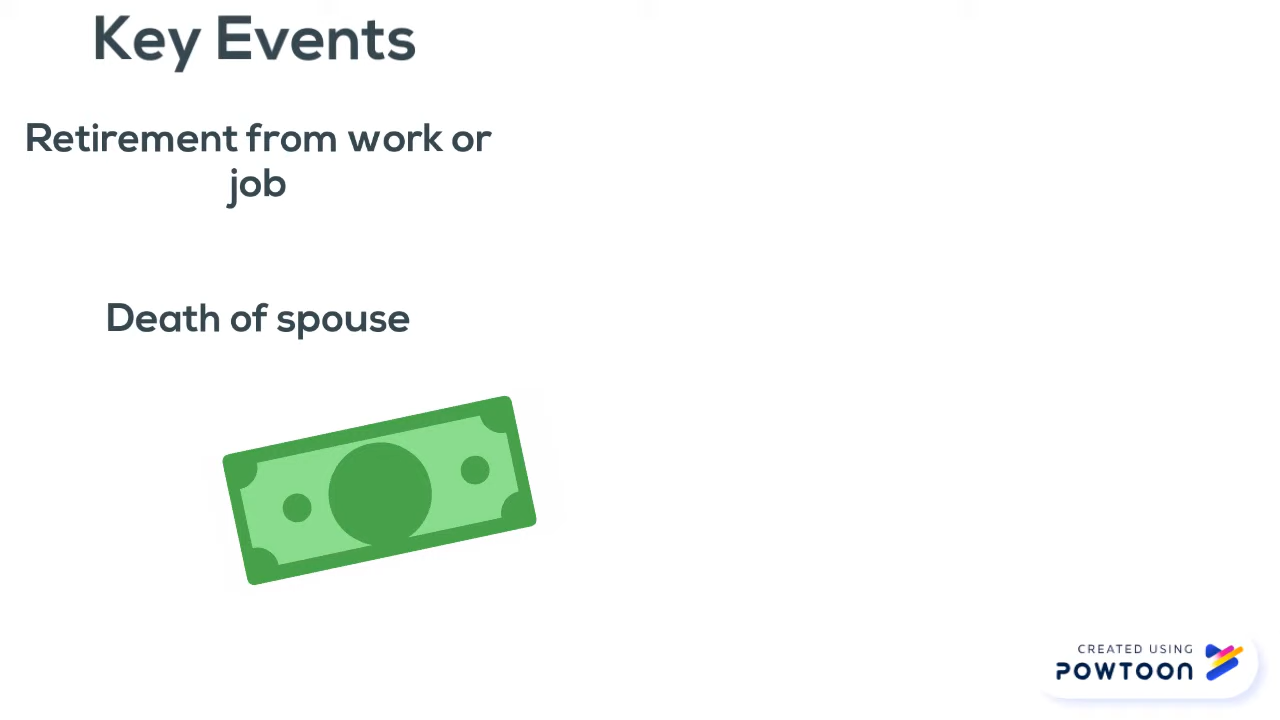 Key Events
Retirement from work or
job
Death of spouse
CREATED USING
POWTOON